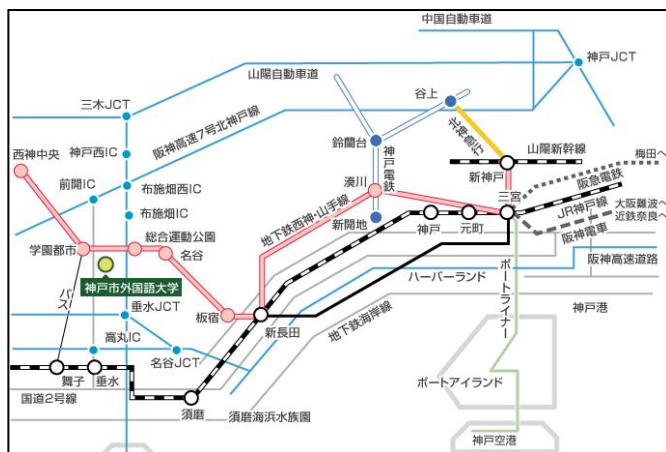 中国自動車道
神戸JCT
山陽自動車道
三木JCT
谷上
阪神高速7号北神戸線
北神急行
鈴蘭台
神戸電鉄
山陽新幹線
西神中央
神戸西IC
前開IC
布施畑西IC
新神戸
梅田へ
湊川
三宮
阪急電鉄
布施畑IC
地下鉄西神・山手線
新開地
神戸
元町
JR神戸線
大阪難波へ
近鉄奈良へ
阪神電車
学園都市
総合運動公園
名谷
ハーバーランド
阪神高速道路
神戸市外国語大学
バス
垂水JCT
板宿
新長田
地下鉄海岸線
ポートライナー
神戸港
高丸IC
名谷JCT
舞子
垂水
国道2号線
須磨
須磨海浜水族園
ポートアイランド
神戸空港